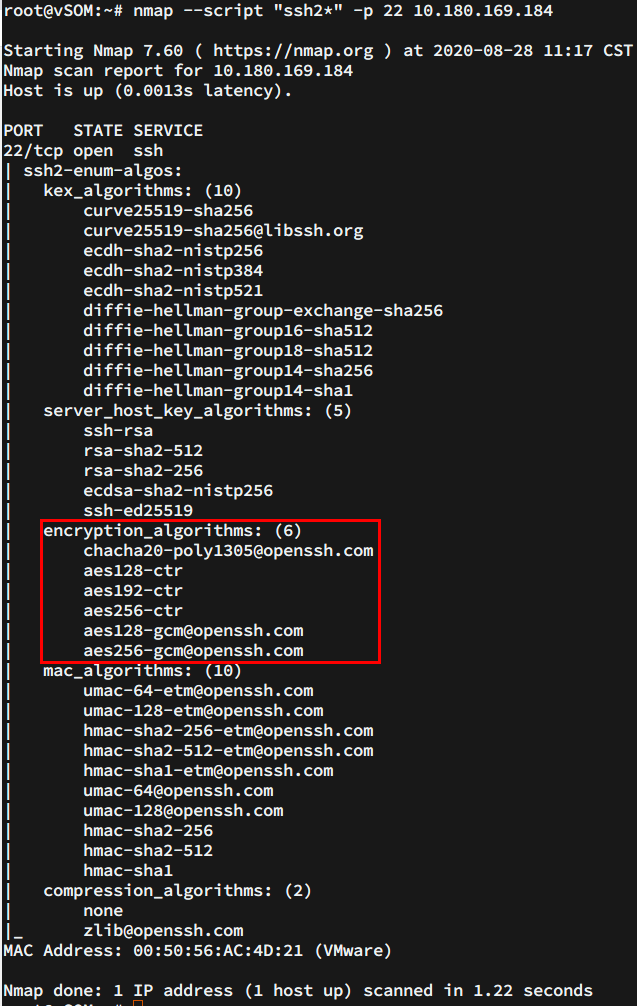 root@vSOM:~# nmap --script "ssh2*" -p 22 10.180.169.184
Starting Nmap 7.60 ( https://nmap.org ) at 2020-08-28 11:17 CST
Nmap scan report for 10.180.169.184
Host is up (0.0013s latency).
PORT   STATE SERVICE
22/tcp open  ssh
| ssh2-enum-algos:
|   kex_algorithms: (10)
|       curve25519-sha256
|       curve25519-sha256@libssh.org
|       ecdh-sha2-nistp256
|       ecdh-sha2-nistp384
|       ecdh-sha2-nistp521
|       diffie-hellman-group-exchange-sha256
|       diffie-hellman-group16-sha512
|       diffie-hellman-group18-sha512
|       diffie-hellman-group14-sha256
|       diffie-hellman-group14-sha1
|   server_host_key_algorithms: (5)
|       ssh-rsa
|       rsa-sha2-512
|       rsa-sha2-256
|       ecdsa-sha2-nistp256
|       ssh-ed25519
|   encryption_algorithms: (6)
|       chacha20-poly1305@openssh.com
|       aes128-ctr
|       aes192-ctr
|       aes256-ctr
|       aes128-gcm@openssh.com
|       aes256-gcm@openssh.com
|   mac_algorithms: (10)
|       umac-64-etm@openssh.com
|       umac-128-etm@openssh.com
|       hmac-sha2-256-etm@openssh.com
|       hmac-sha2-512-etm@openssh.com
|       hmac-sha1-etm@openssh.com
|       umac-64@openssh.com
|       umac-128@openssh.com
|       hmac-sha2-256
|       hmac-sha2-512
|       hmac-sha1
|   compression_algorithms: (2)
|       none
|_      zlib@openssh.com
MAC Address: 00:50:56:AC:4D:21 (VMware)
Nmap done: 1 IP address (1 host up) scanned in 1.22 seconds